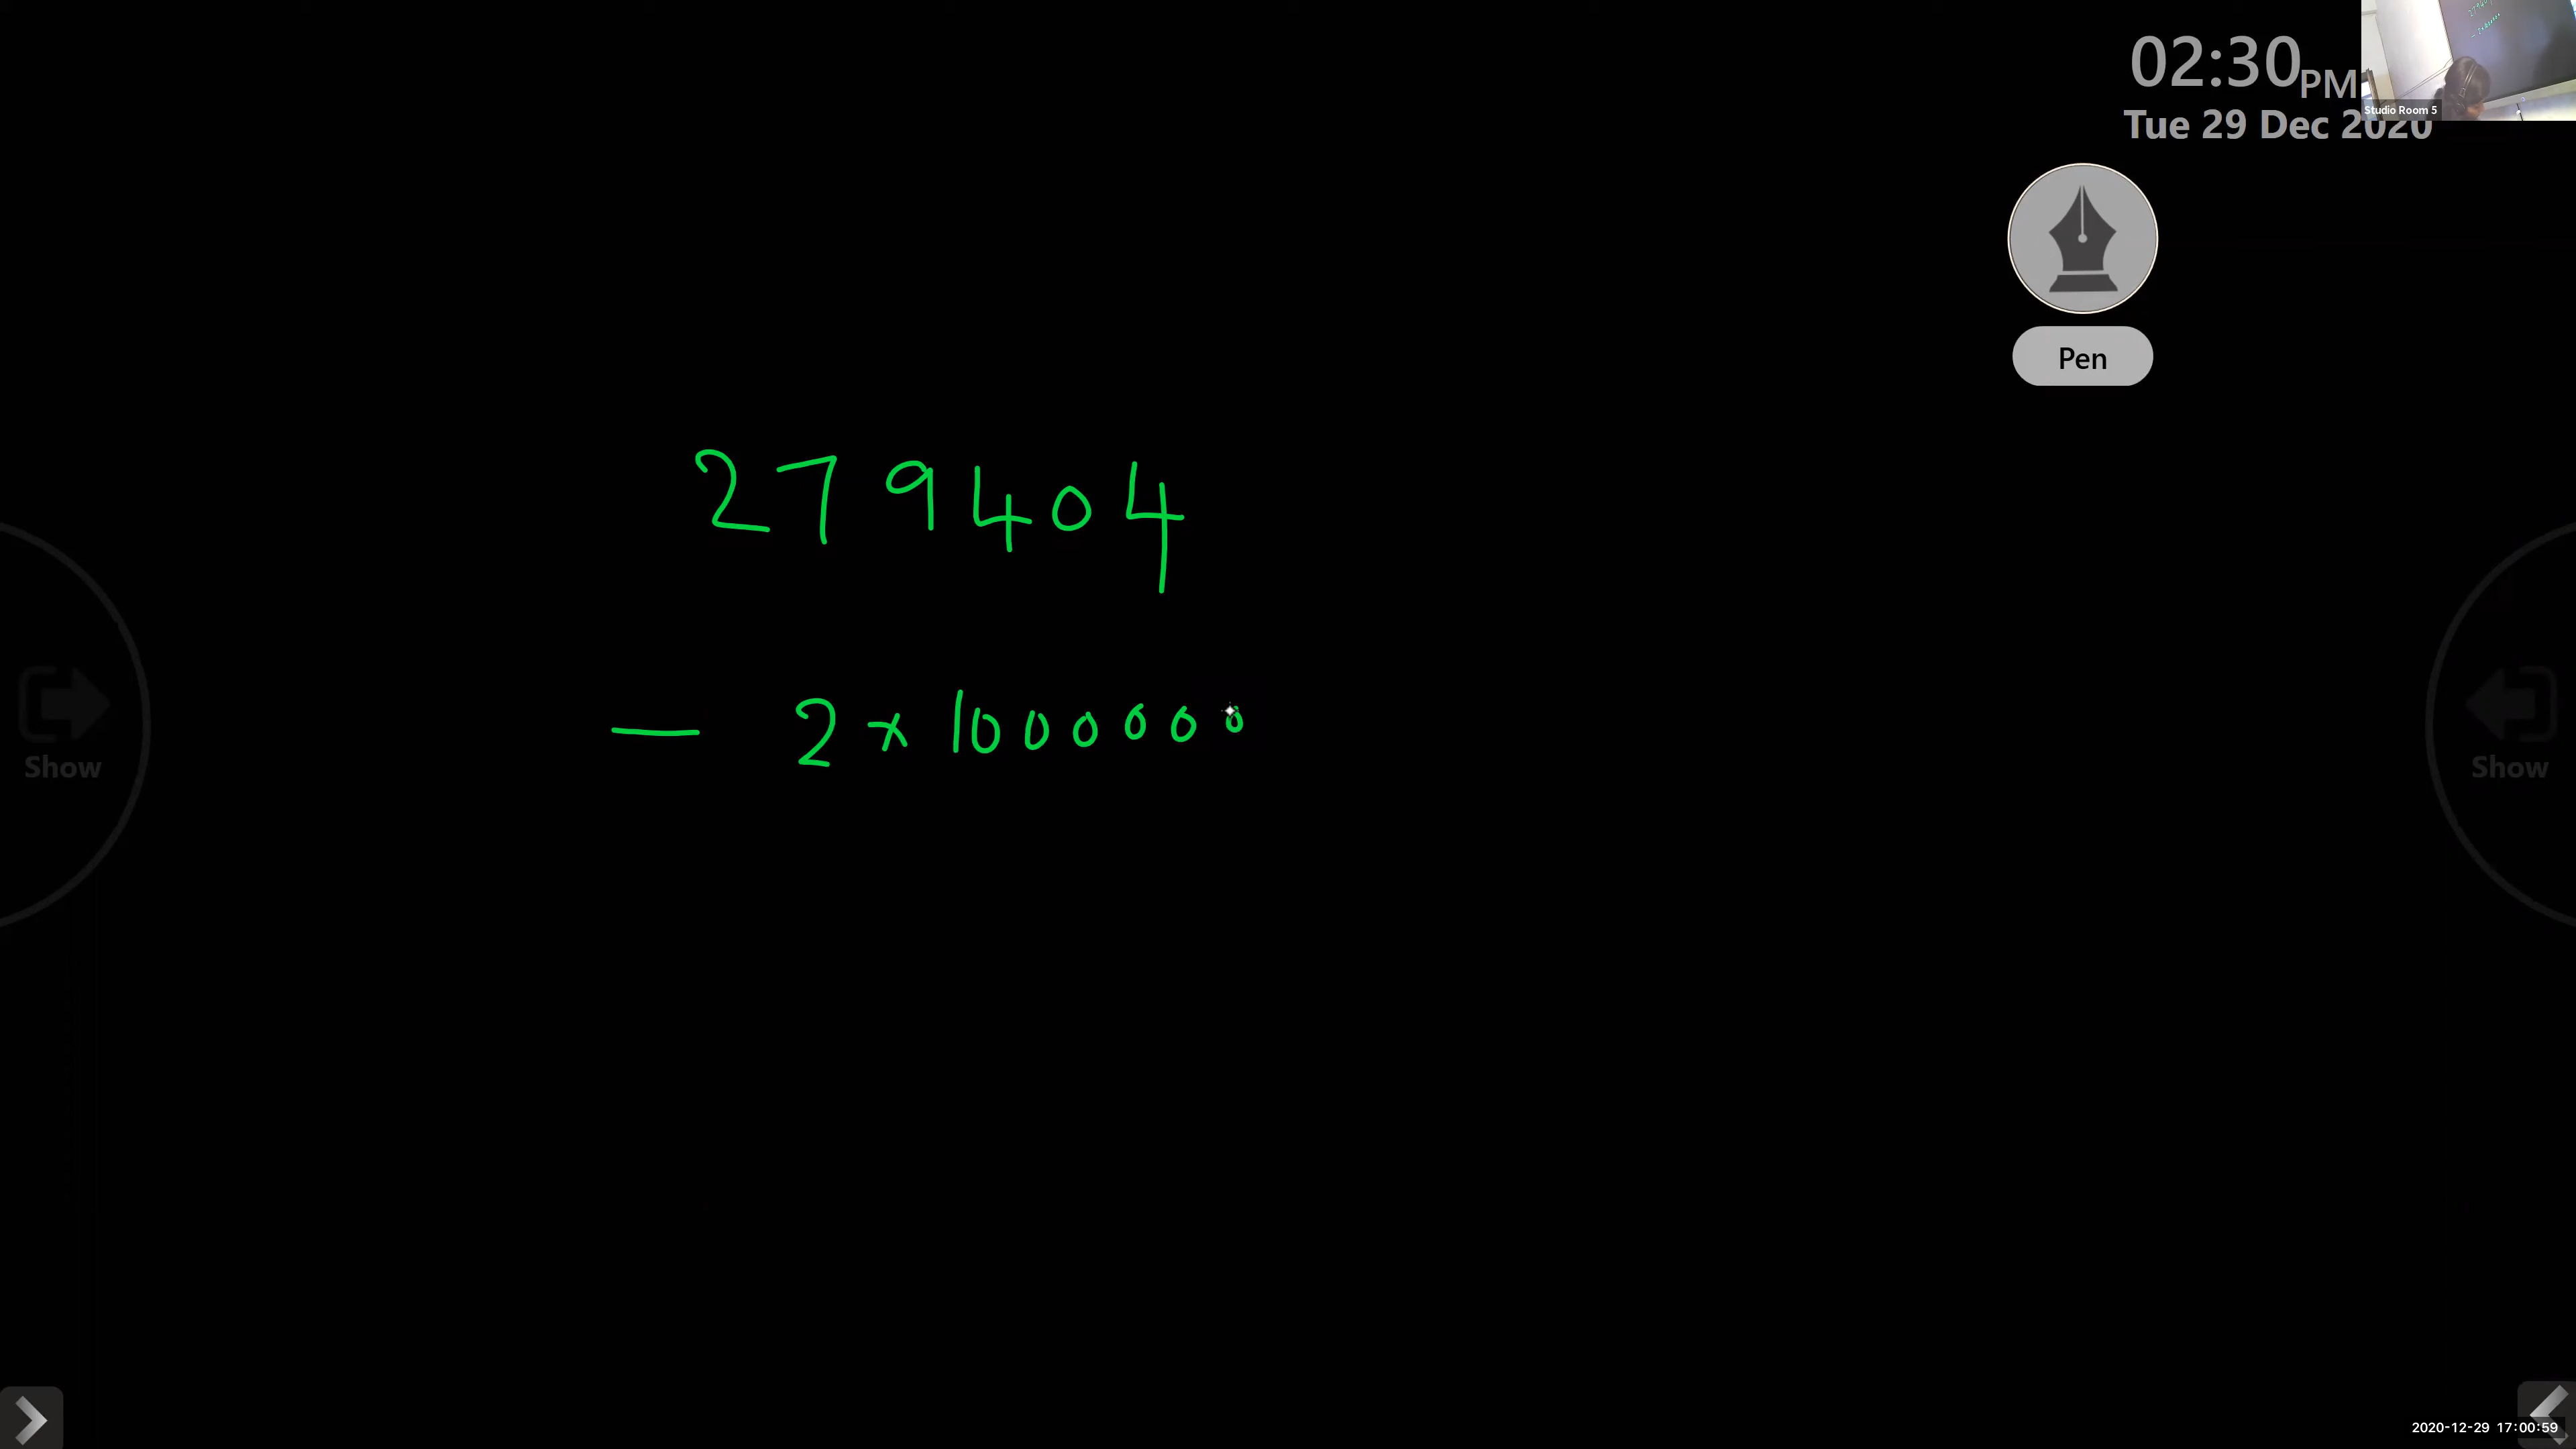 02:30PM
Tue 29 Dec 2020
Studio Room 5
Pen
279404
— 2 × 1000000
Show
Show
2020-12-29 17:00:59